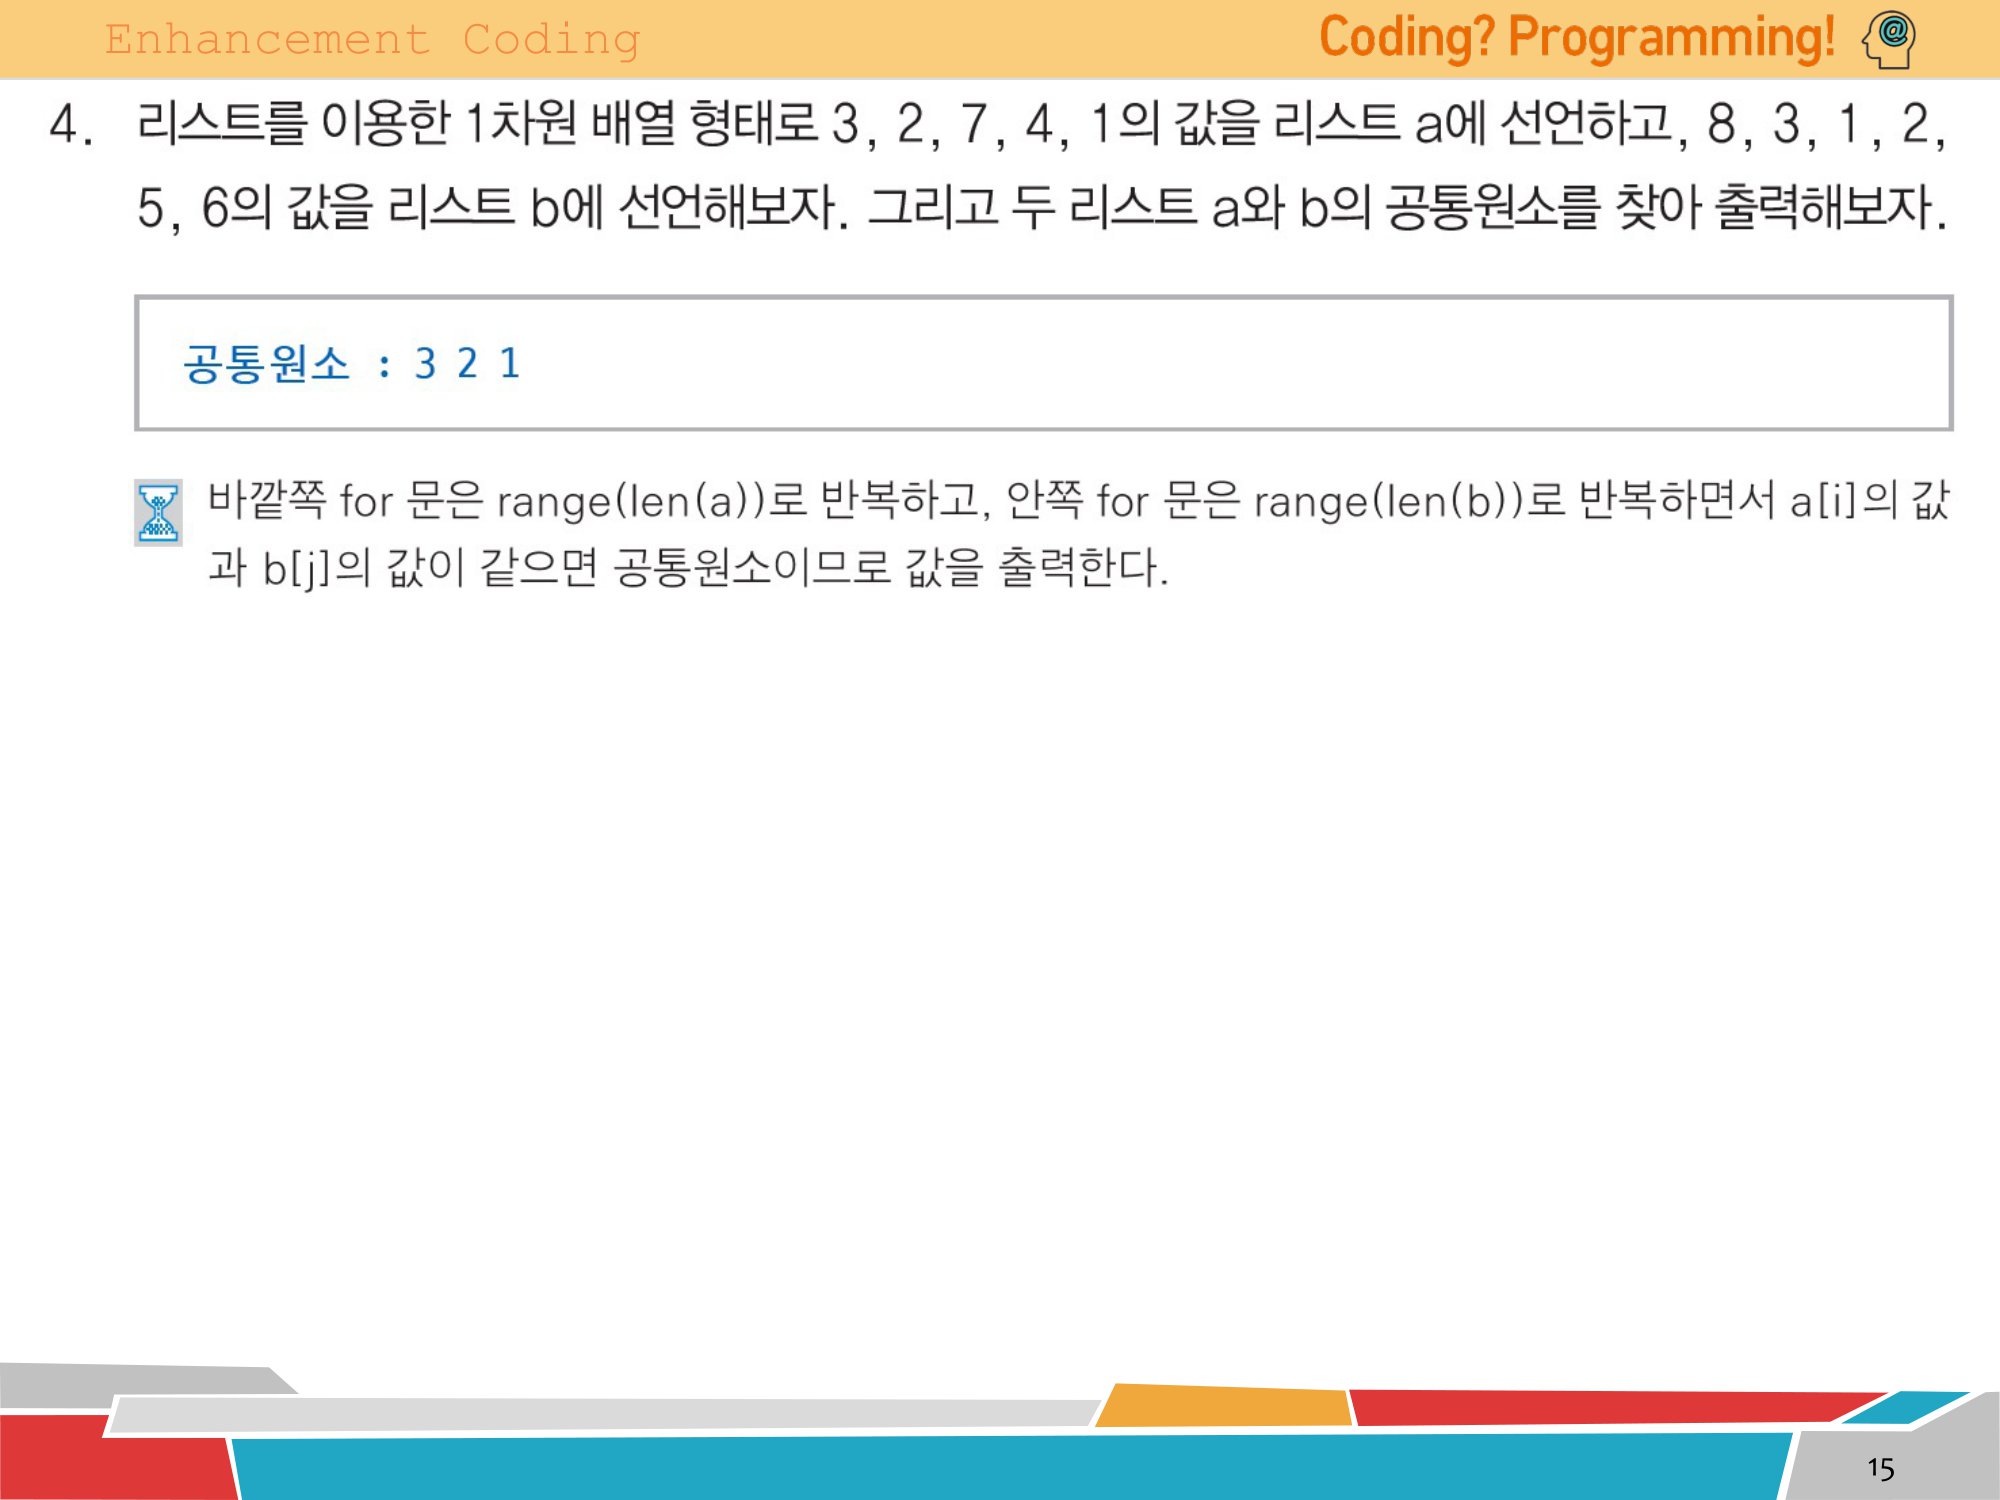 Enhancement Coding
Coding? Programming!
4. 리스트를 이용한 1차원 배열 형태로 3, 2, 7, 4, 1의 값을 리스트 a에 선언하고, 8, 3, 1, 2,
5, 6의 값을 리스트 b에 선언해보자. 그리고 두 리스트 a와 b의 공통원소를 찾아 출력해보자.
공통원소 : 3 2 1
바깥쪽 for 문은 range(len(a))로 반복하고, 안쪽 for 문은 range(len(b))로 반복하면서 a[i]의 값
과 b[j]의 값이 같으면 공통원소이므로 값을 출력한다.
15